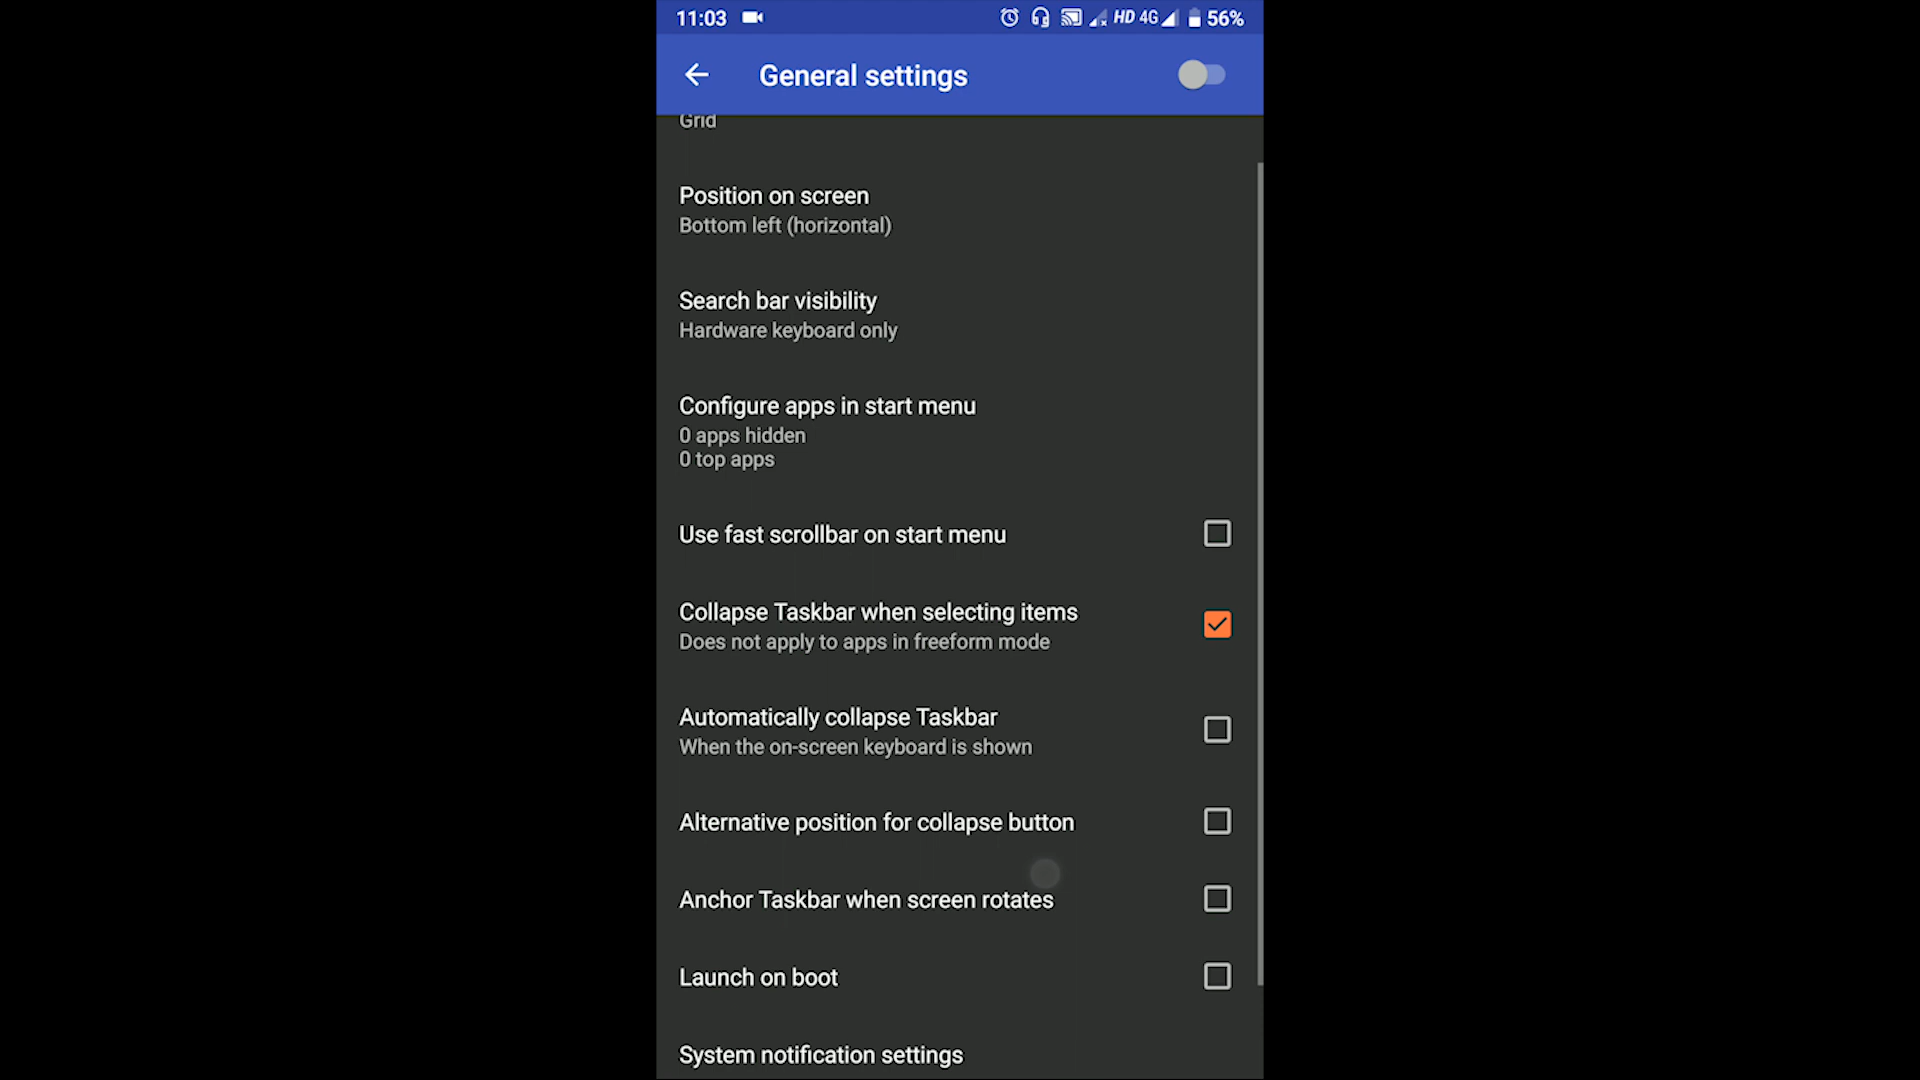 11:03
HD 4G 56%
General settings
Grid
Position on screen
Bottom left (horizontal)
Search bar visibility
Hardware keyboard only
Configure apps in start menu
0 apps hidden
0 top apps
Use fast scrollbar on start menu
Collapse Taskbar when selecting items
Does not apply to apps in freeform mode
Automatically collapse Taskbar
When the on-screen keyboard is shown
Alternative position for collapse button
Anchor Taskbar when screen rotates
Launch on boot
System notification settings